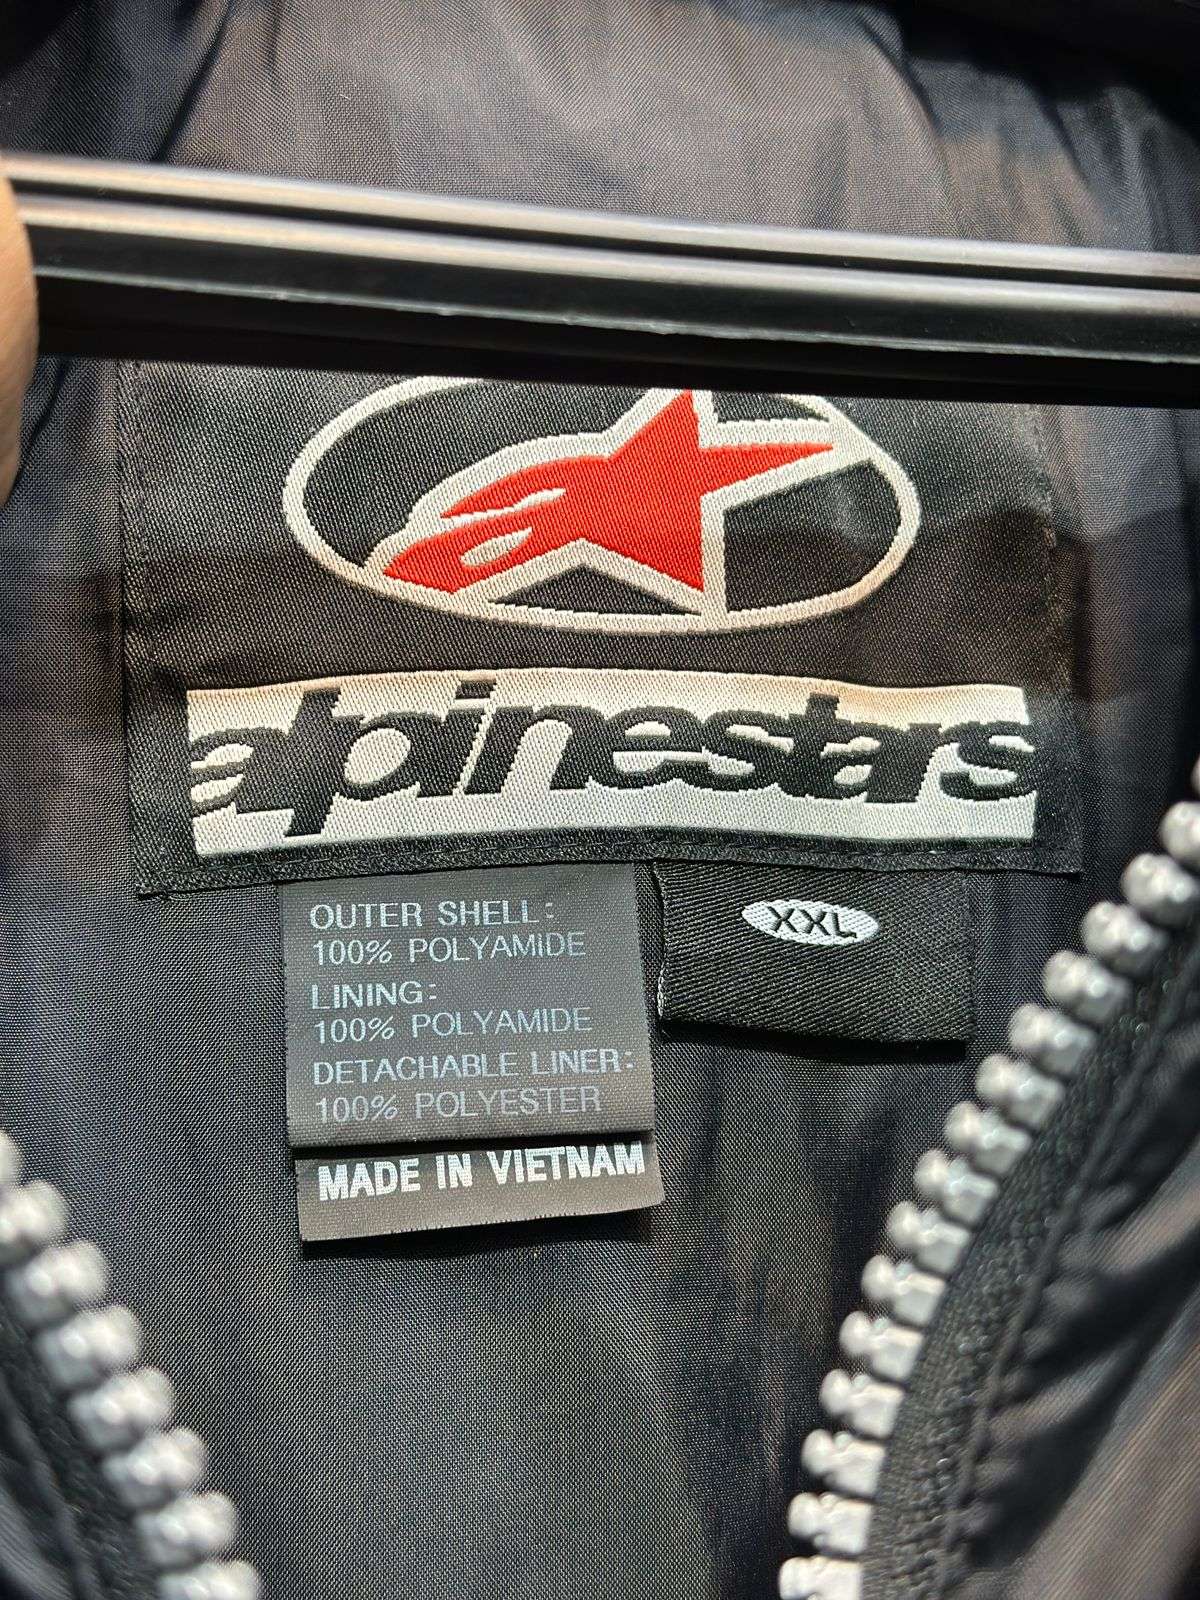 alpinestars
OUTER SHELL:
100% POLYAMIDE
LINING:
100% POLYAMIDE
DETACHABLE LINER:
100% POLYESTER
MADE IN VIETNAM
XXL